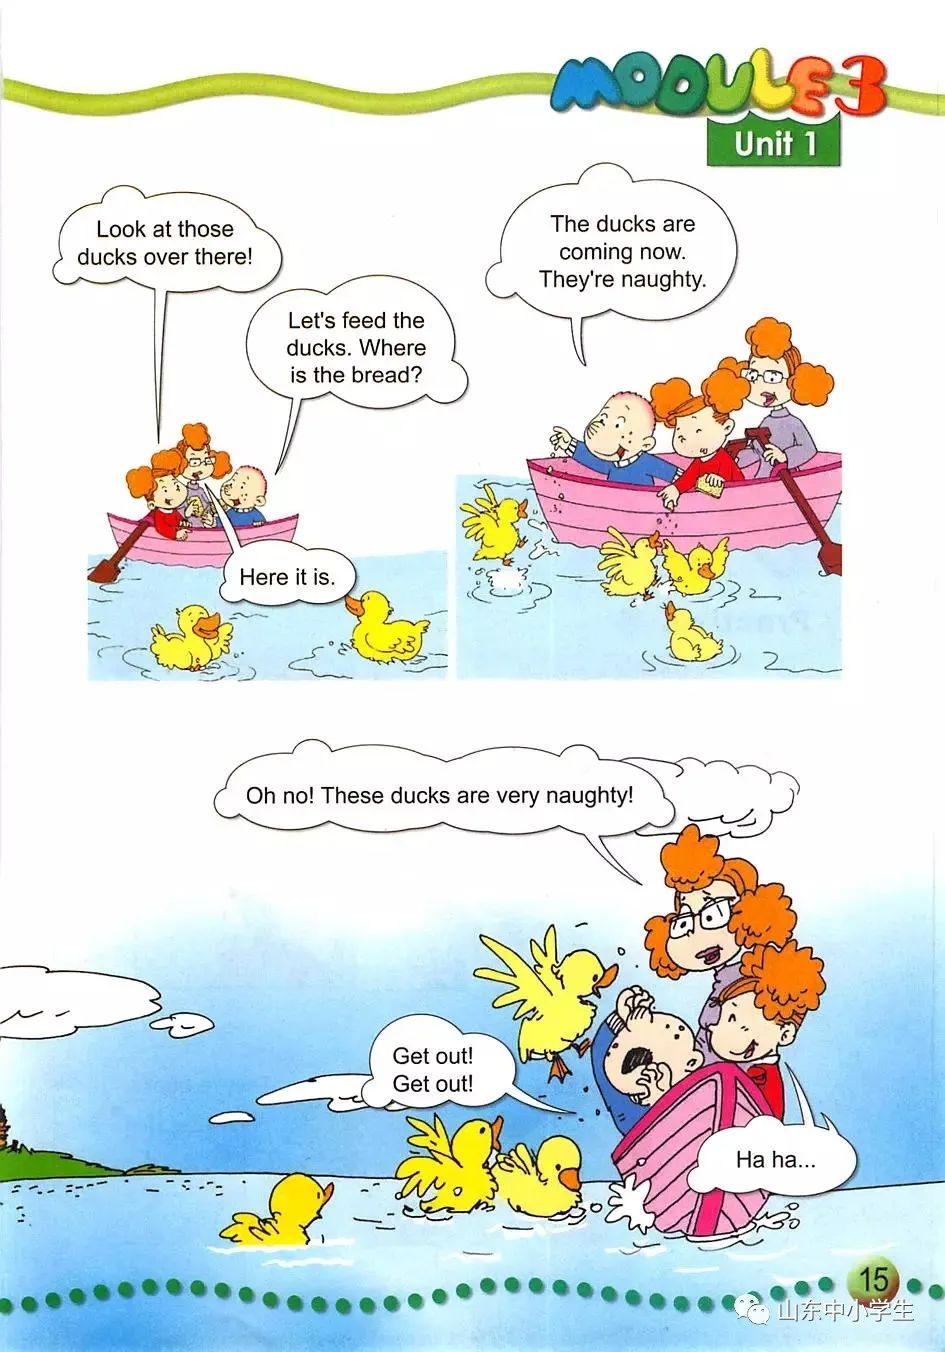 MODULE 3
Unit 1
Look at those
ducks over there!
Let's feed the
ducks. Where
is the bread?
Here it is.
The ducks are
coming now.
They're naughty.
Oh no! These ducks are very naughty!
Get out!
Get out!
Ha ha...
15
山东中小学生